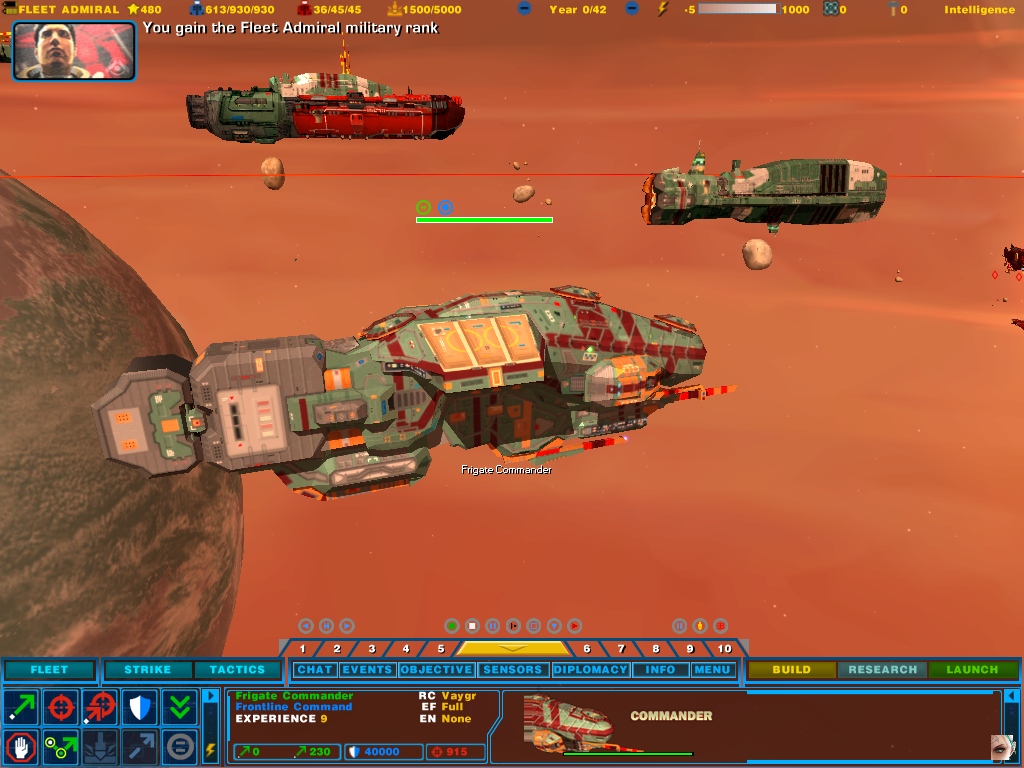 FLEET ADMIRAL 480 613/930/930 36/45/45 1500/5000 Year 0/42 -5 1000 0 0 Intelligence
You gain the Fleet Admiral military rank
Frigate Commander
1 2 3 4 5 6 7 8 9 10
FLEET STRIKE TACTICS CHAT EVENTS OBJECTIVE SENSORS DIPLOMACY INFO MENU BUILD RESEARCH LAUNCH
Frigate Commander RC Vaygr
Frontline Command EF Full
EXPERIENCE 9 EN None
COMMANDER
0 230 40000 915